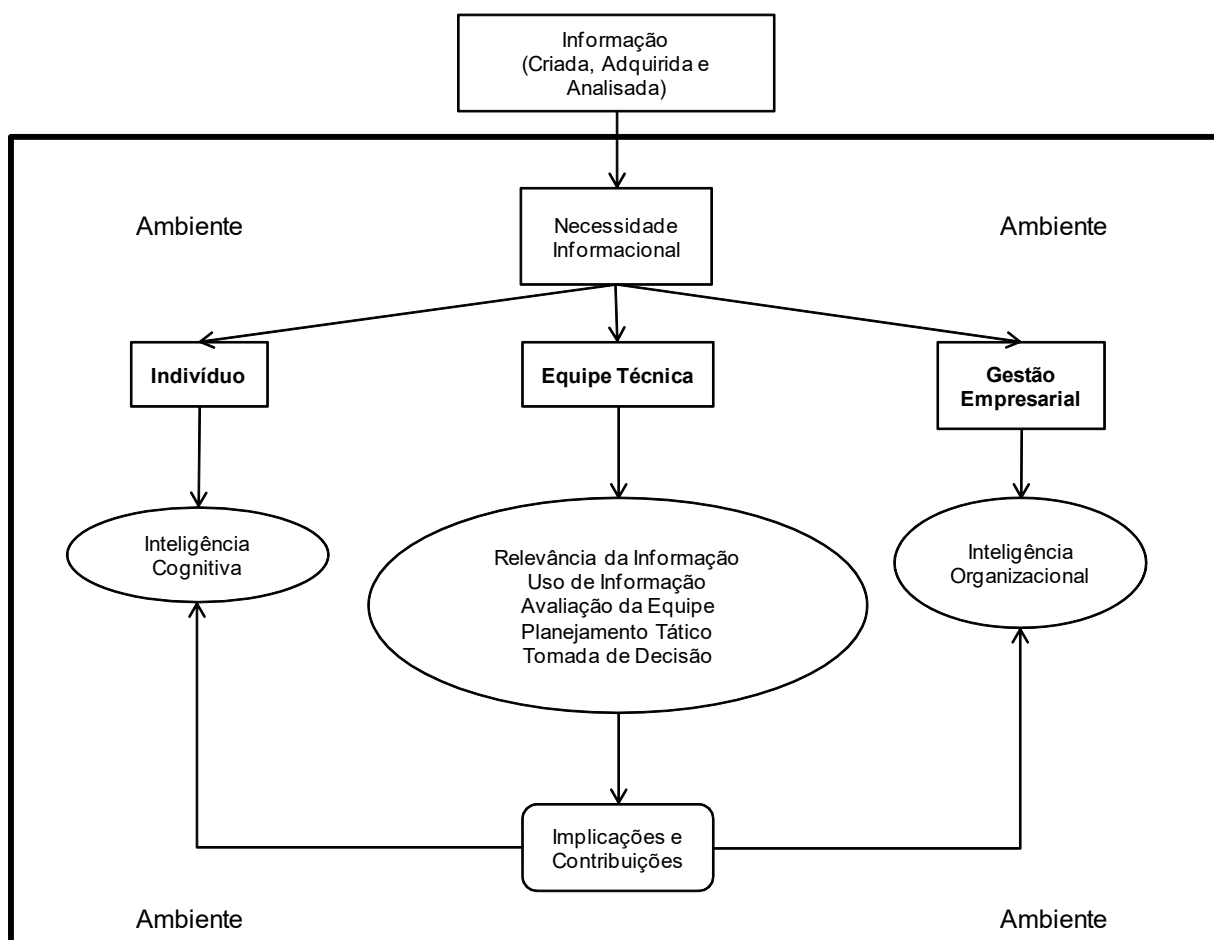 Informação
(Criada, Adquirida e
Analisada)
Ambiente
Necessidade
Informacional
Ambiente
Indivíduo
Equipe Técnica
Gestão
Empresarial
Inteligência
Cognitiva
Relevância da Informação
Uso de Informação
Avaliação da Equipe
Planejamento Tático
Tomada de Decisão
Inteligência
Organizacional
Implicações e
Contribuições
Ambiente
Ambiente